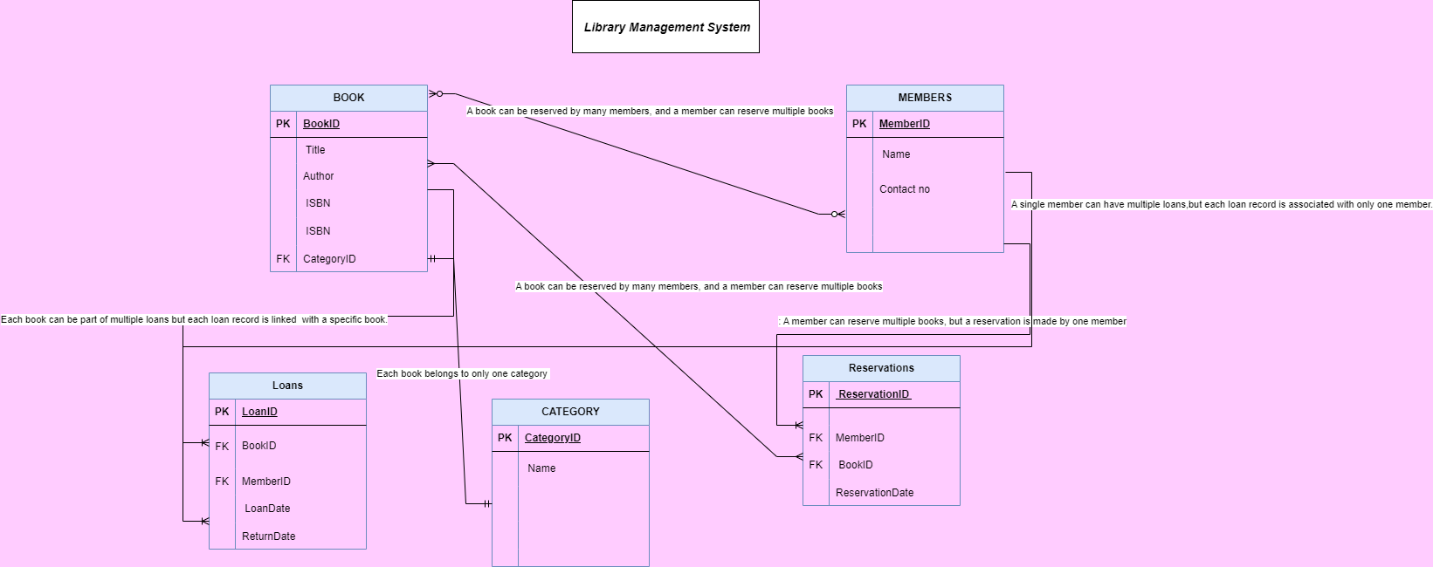 Library Management System
BOOK
PK BookID
Title
Author
ISBN
ISBN
FK CategoryID
A book can be reserved by many members, and a member can reserve multiple books
MEMBERS
PK MemberID
Name
Contact no
A single member can have multiple loans,but each loan record is associated with only one member.
A book can be reserved by many members, and a member can reserve multiple books
Each book can be part of multiple loans but each loan record is linked with a specific book.
: A member can reserve multiple books, but a reservation is made by one member
Each book belongs to only one category
Loans
PK LoanID
FK BookID
FK MemberID
LoanDate
ReturnDate
CATEGORY
PK CategoryID
Name
Reservations
PK ReservationID
FK MemberID
FK BookID
ReservationDate